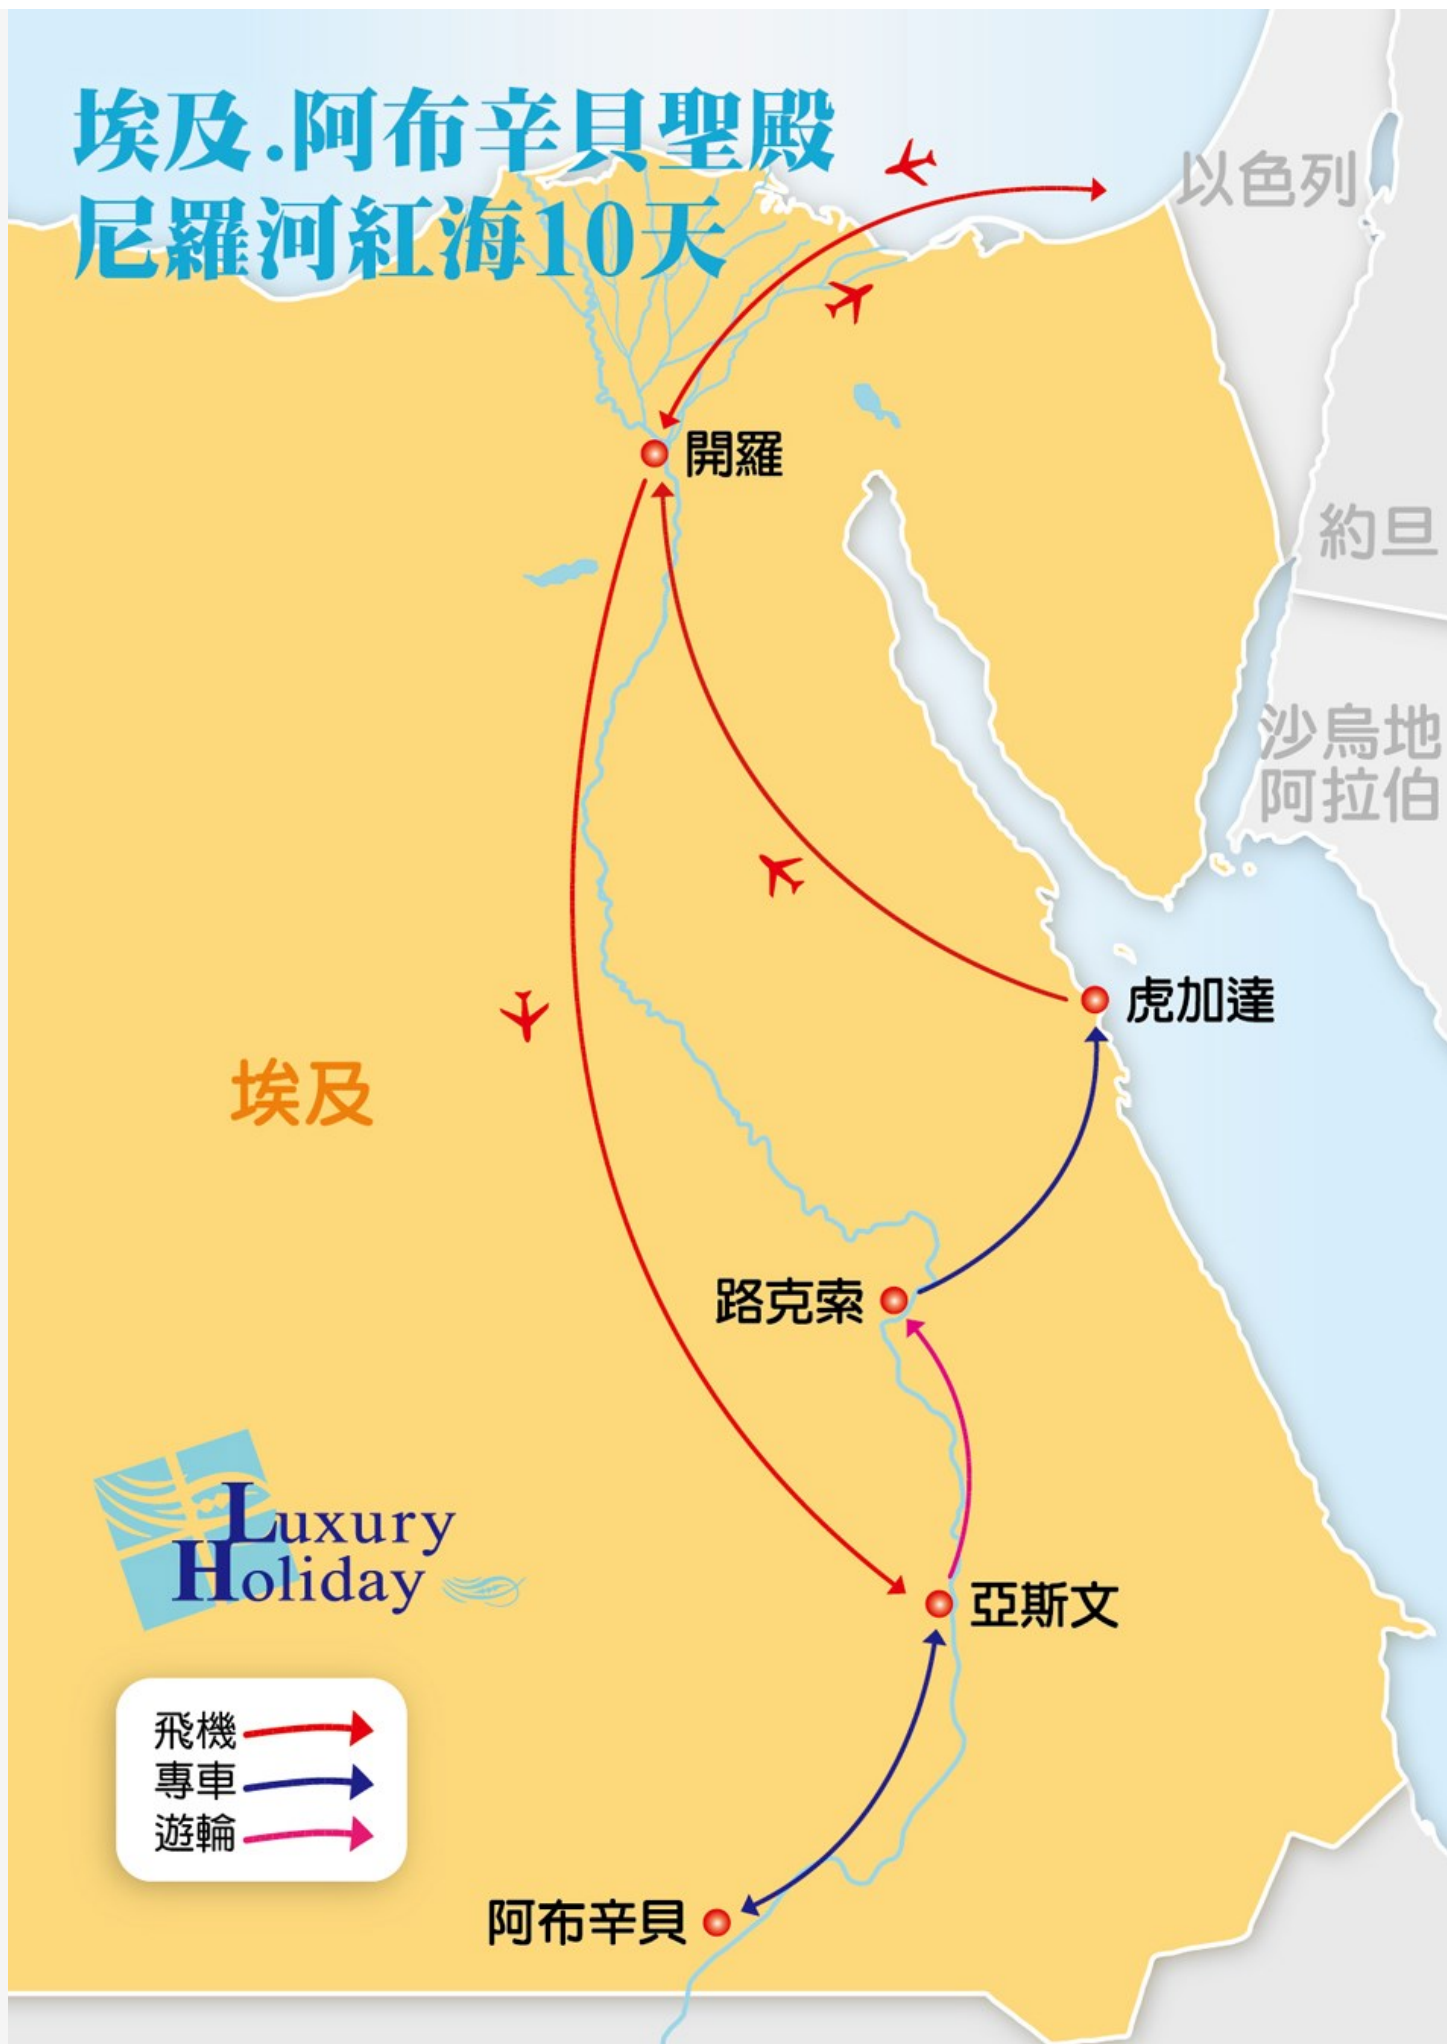 埃及.阿布辛貝聖殿
尼羅河紅海10天
以色列
開羅
約旦
沙烏地
阿拉伯
虎加達
埃及
路克索
Luxury
Holiday
亞斯文
飛機
專車
遊輪
阿布辛貝